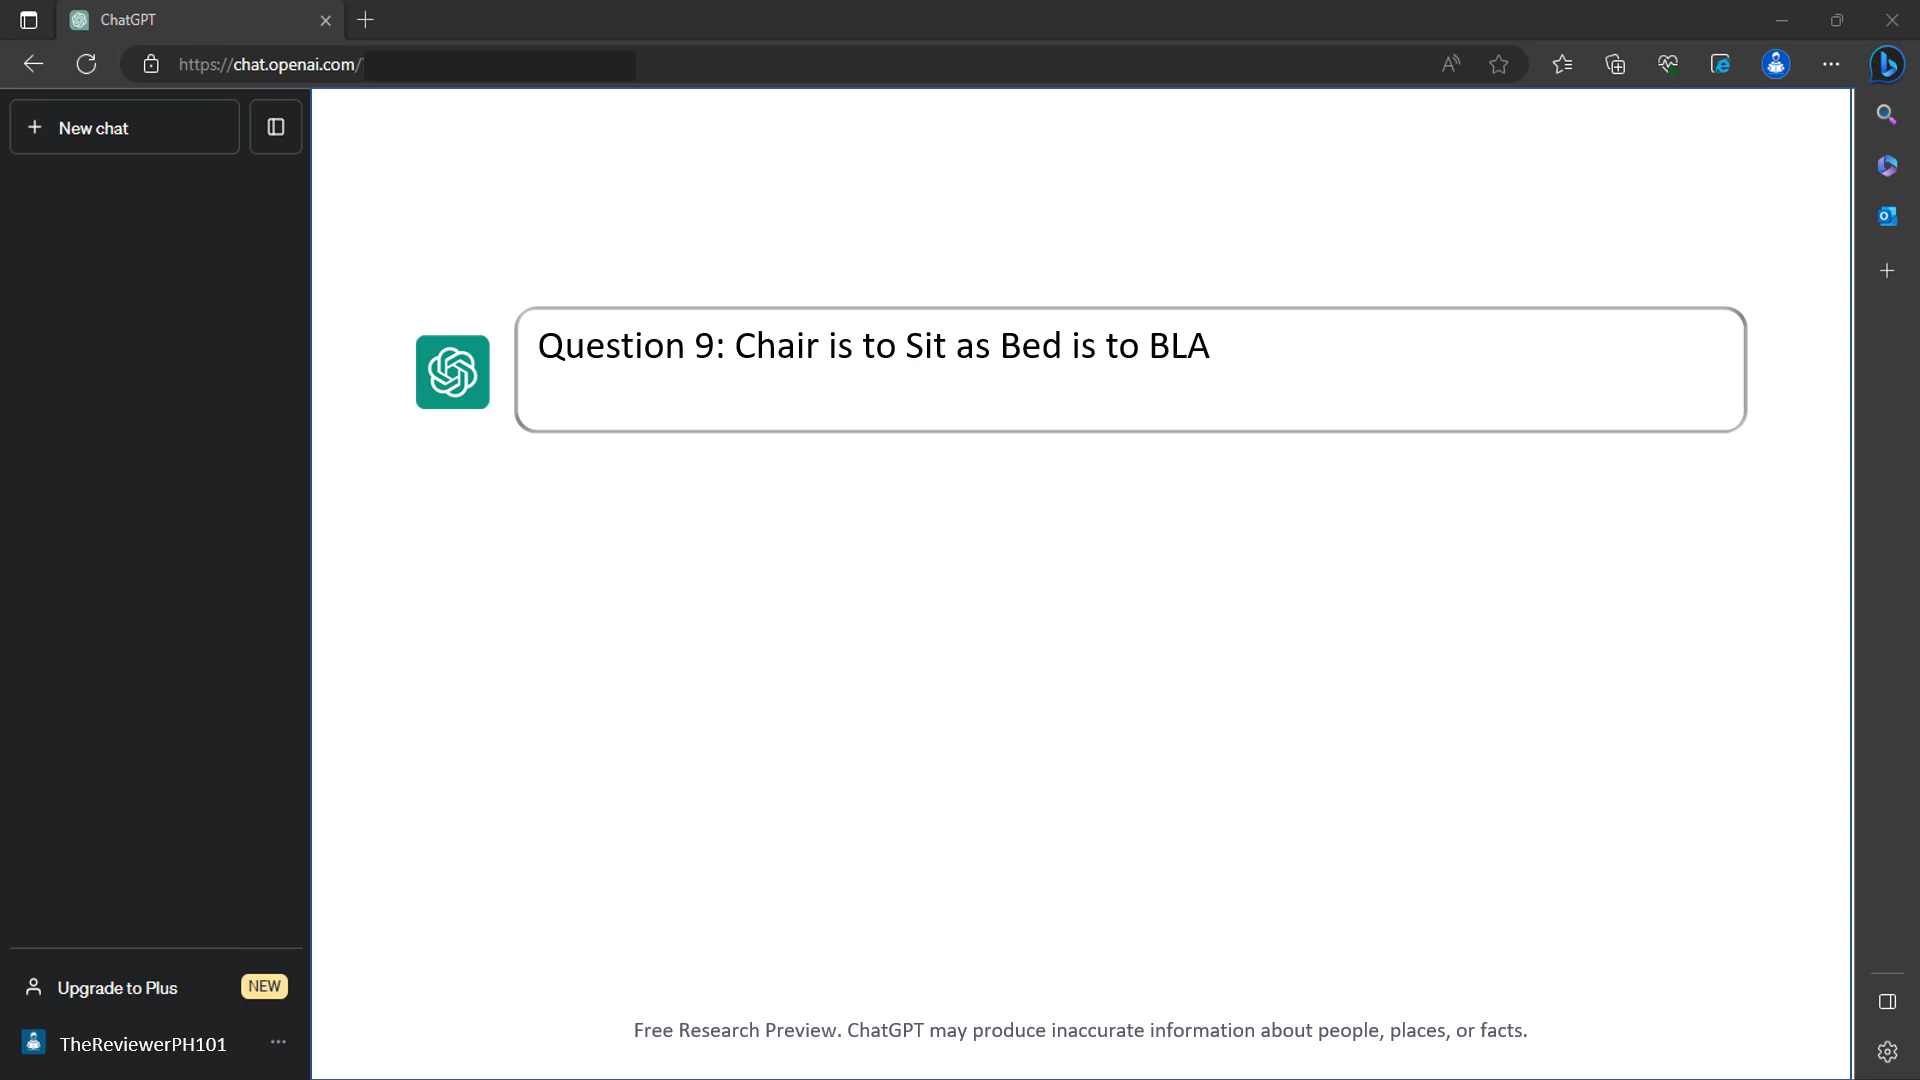 ChatGPT
https://chat.openai.com/
New chat
Question 9: Chair is to Sit as Bed is to BLA
Upgrade to Plus NEW
TheReviewerPH101
Free Research Preview. ChatGPT may produce inaccurate information about people, places, or facts.